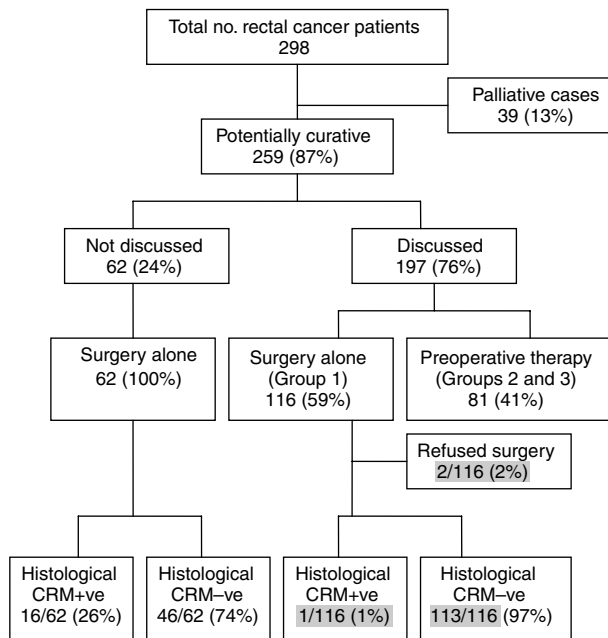 Total no. rectal cancer patients
298
Palliative cases
39 (13%)
Potentially curative
259 (87%)
Not discussed
62 (24%)
Discussed
197 (76%)
Surgery alone
62 (100%)
Surgery alone
(Group 1)
116 (59%)
Preoperative therapy
(Groups 2 and 3)
81 (41%)
Refused surgery
2/116 (2%)
Histological
CRM+ve
16/62 (26%)
Histological
CRM–ve
46/62 (74%)
Histological
CRM+ve
1/116 (1%)
Histological
CRM–ve
113/116 (97%)